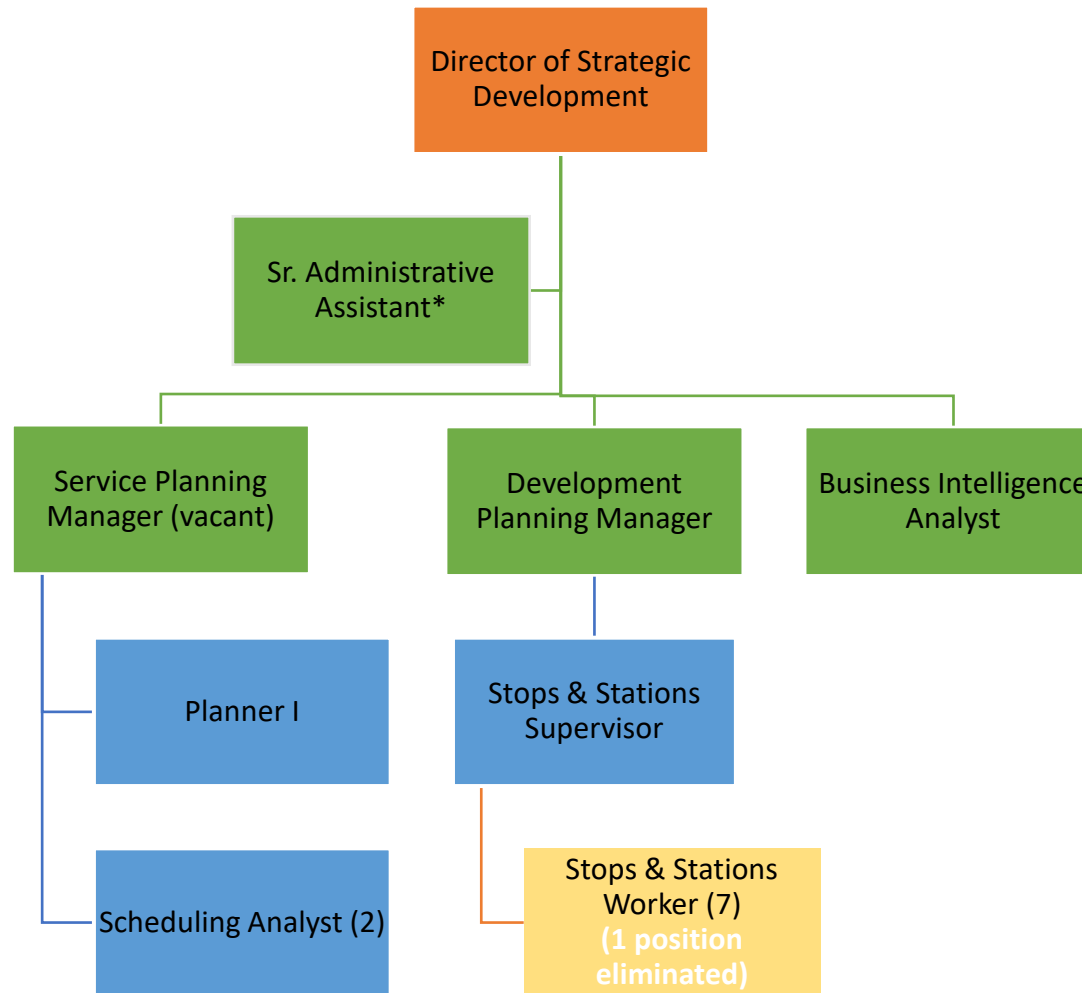 Director of Strategic
Development
Sr. Administrative
Assistant*
Service Planning
Manager (vacant)
Development
Planning Manager
Business Intelligence
Analyst
Planner I
Stops & Stations
Supervisor
Scheduling Analyst (2)
Stops & Stations
Worker (7)
(1 position
eliminated)